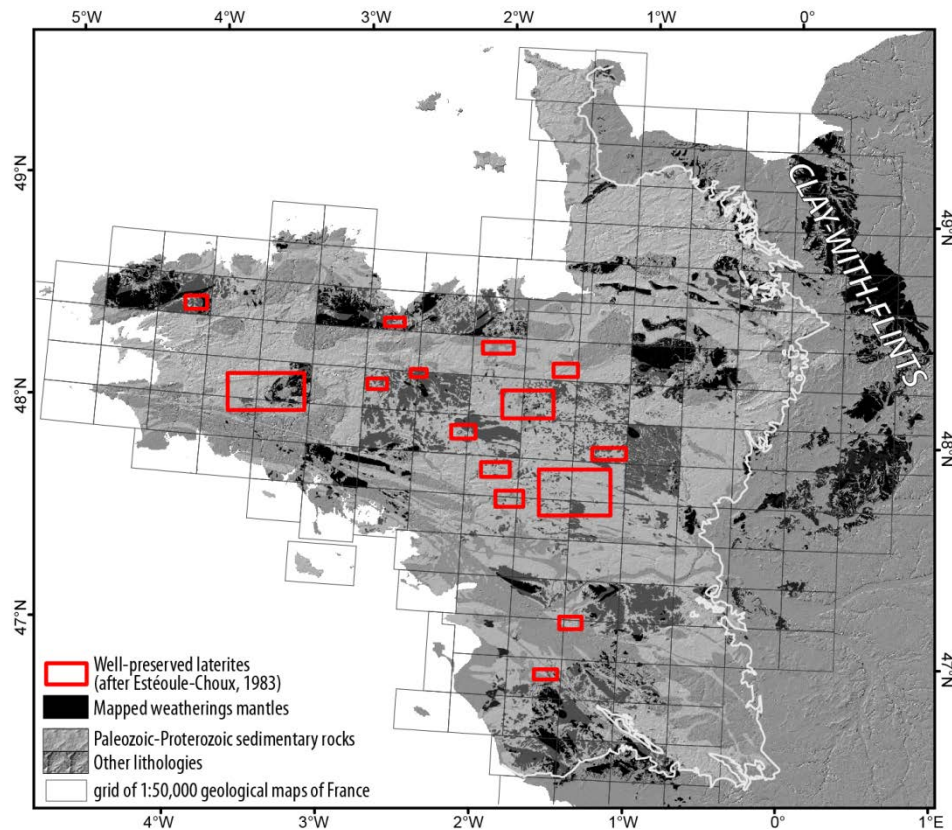 5°W 4°W 3°W 2°W 1°W 0°
49°N
49°N
CLAY-WITH-FLINTS
48°N
48°N
47°N
47°N
Well-preserved laterites
(after Estéoule-Choux, 1983)
Mapped weatherings mantles
Paleozoic-Proterozoic sedimentary rocks
Other lithologies
grid of 1:50,000 geological maps of France
4°W 3°W 2°W 1°W 0° 1°E